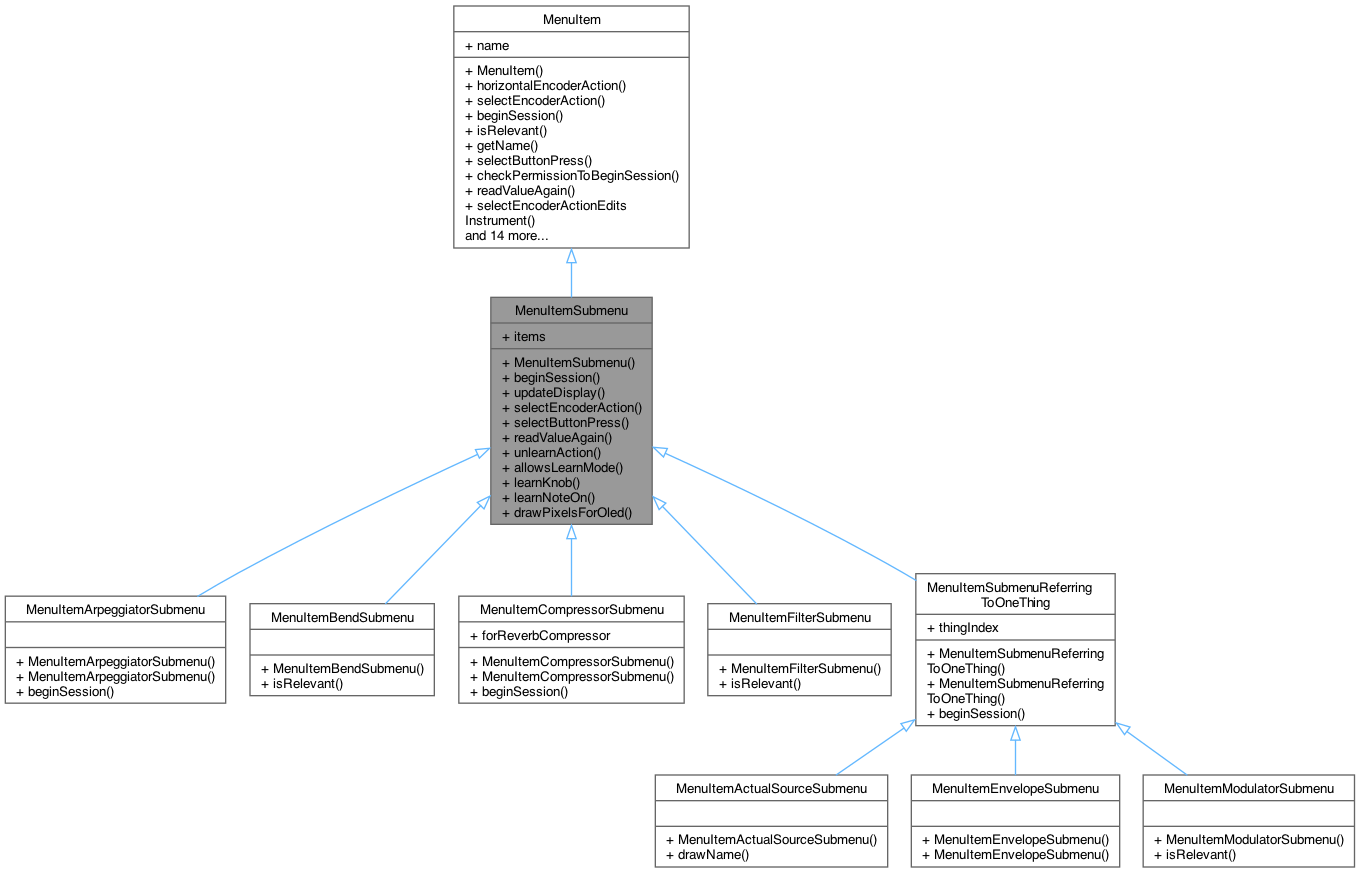 MenuItem
+ name
+ MenuItem()
+ horizontalEncoderAction()
+ selectEncoderAction()
+ beginSession()
+ isRelevant()
+ getName()
+ selectButtonPress()
+ checkPermissionToBeginSession()
+ readValueAgain()
+ selectEncoderActionEdits
Instrument()
and 14 more...
MenuItemSubmenu
+ items
+ MenuItemSubmenu()
+ beginSession()
+ updateDisplay()
+ selectEncoderAction()
+ selectButtonPress()
+ readValueAgain()
+ unlearnAction()
+ allowsLearnMode()
+ learnKnob()
+ learnNoteOn()
+ drawPixelsForOled()
MenuItemArpeggiatorSubmenu
+ MenuItemArpeggiatorSubmenu()
+ MenuItemArpeggiatorSubmenu()
+ beginSession()
MenuItemBendSubmenu
+ MenuItemBendSubmenu()
+ isRelevant()
MenuItemCompressorSubmenu
+ forReverbCompressor
+ MenuItemCompressorSubmenu()
+ MenuItemCompressorSubmenu()
+ beginSession()
MenuItemFilterSubmenu
+ MenuItemFilterSubmenu()
+ isRelevant()
MenuItemSubmenuReferring
ToOneThing
+ thingIndex
+ MenuItemSubmenuReferring
ToOneThing()
+ MenuItemSubmenuReferring
ToOneThing()
+ beginSession()
MenuItemActualSourceSubmenu
+ MenuItemActualSourceSubmenu()
+ drawName()
MenuItemEnvelopeSubmenu
+ MenuItemEnvelopeSubmenu()
+ MenuItemEnvelopeSubmenu()
MenuItemModulatorSubmenu
+ MenuItemModulatorSubmenu()
+ isRelevant()